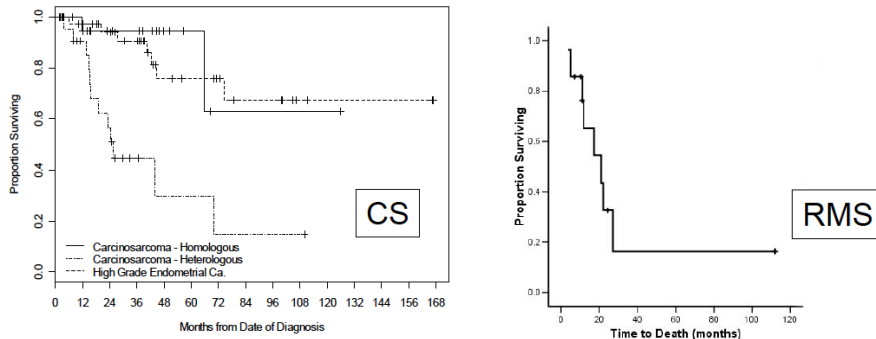 Proportion Surviving
1.0
0.8
0.6
0.4
0.2
0.0
CS
Carcinosarcoma - Homologous
Carcinosarcoma - Heterologous
High Grade Endometrial Ca.
0 12 24 36 48 60 72 84 96 108 120 132 144 156 168
Months from Date of Diagnosis
Proportion Surviving
1.0
0.8
0.6
0.4
0.2
0.0
RMS
0 20 40 60 80 100 120
Time to Death (months)